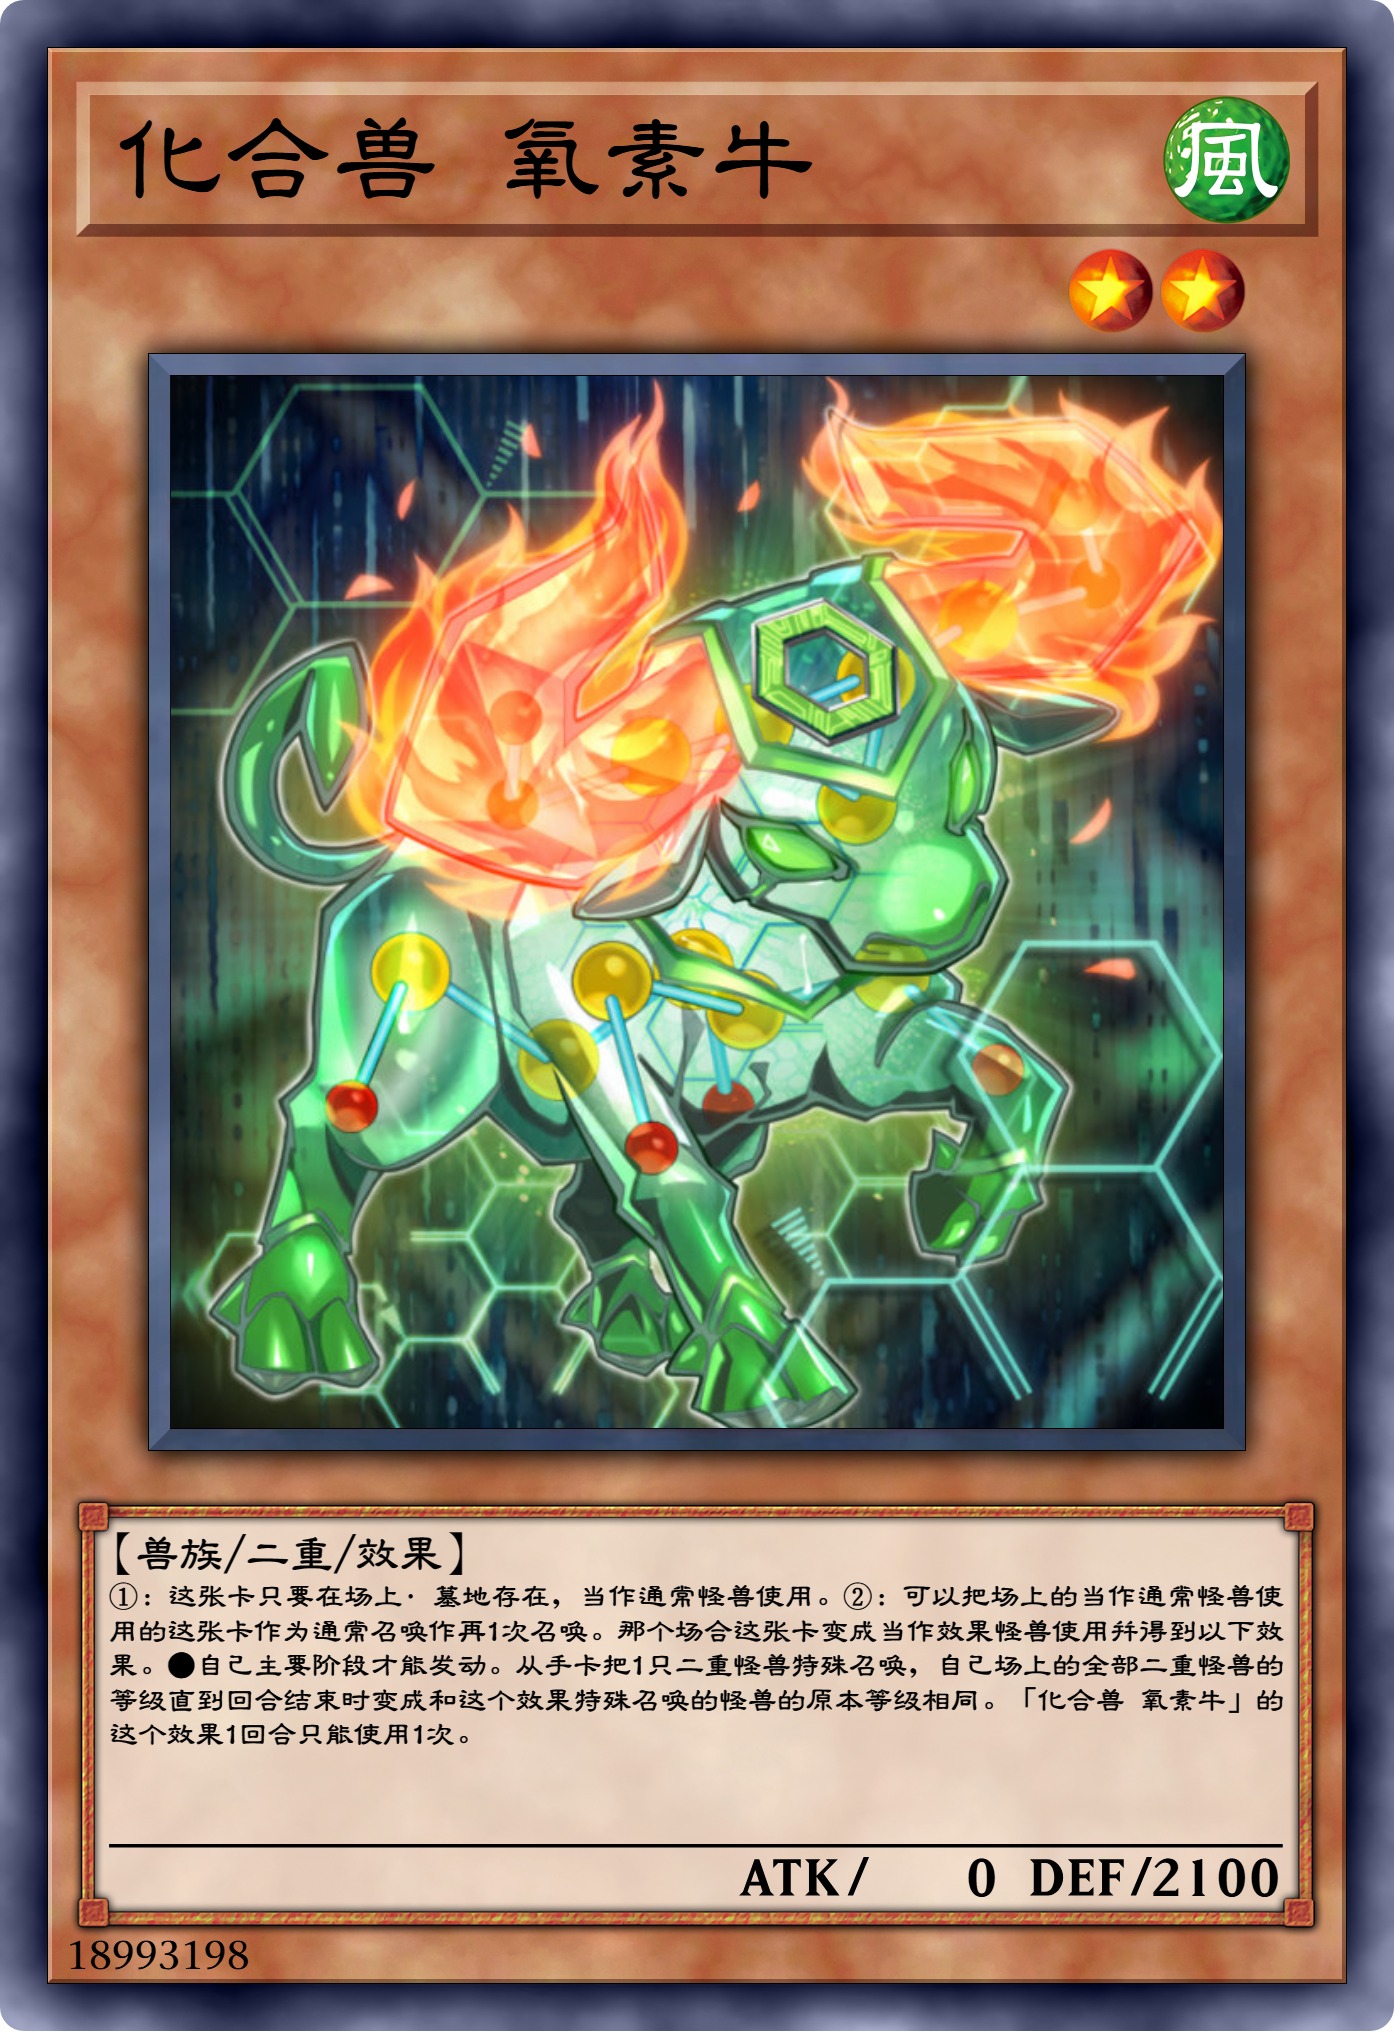 化合兽 氧素牛
風
【兽族/二重/效果】
①：这张卡只要在场上·墓地存在，当作通常怪兽使用。②：可以把场上的当作通常怪兽使
用的这张卡作为通常召唤作再1次召唤。那个场合这张卡变成当作效果怪兽使用并得到以下效
果。●自己主要阶段才能发动。从手卡把1只二重怪兽特殊召唤，自己场上的全部二重怪兽的
等级直到回合结束时变成和这个效果特殊召唤的怪兽的原本等级相同。「化合兽 氧素牛」的
这个效果1回合只能使用1次。
ATK/ 0 DEF/2100
18993198